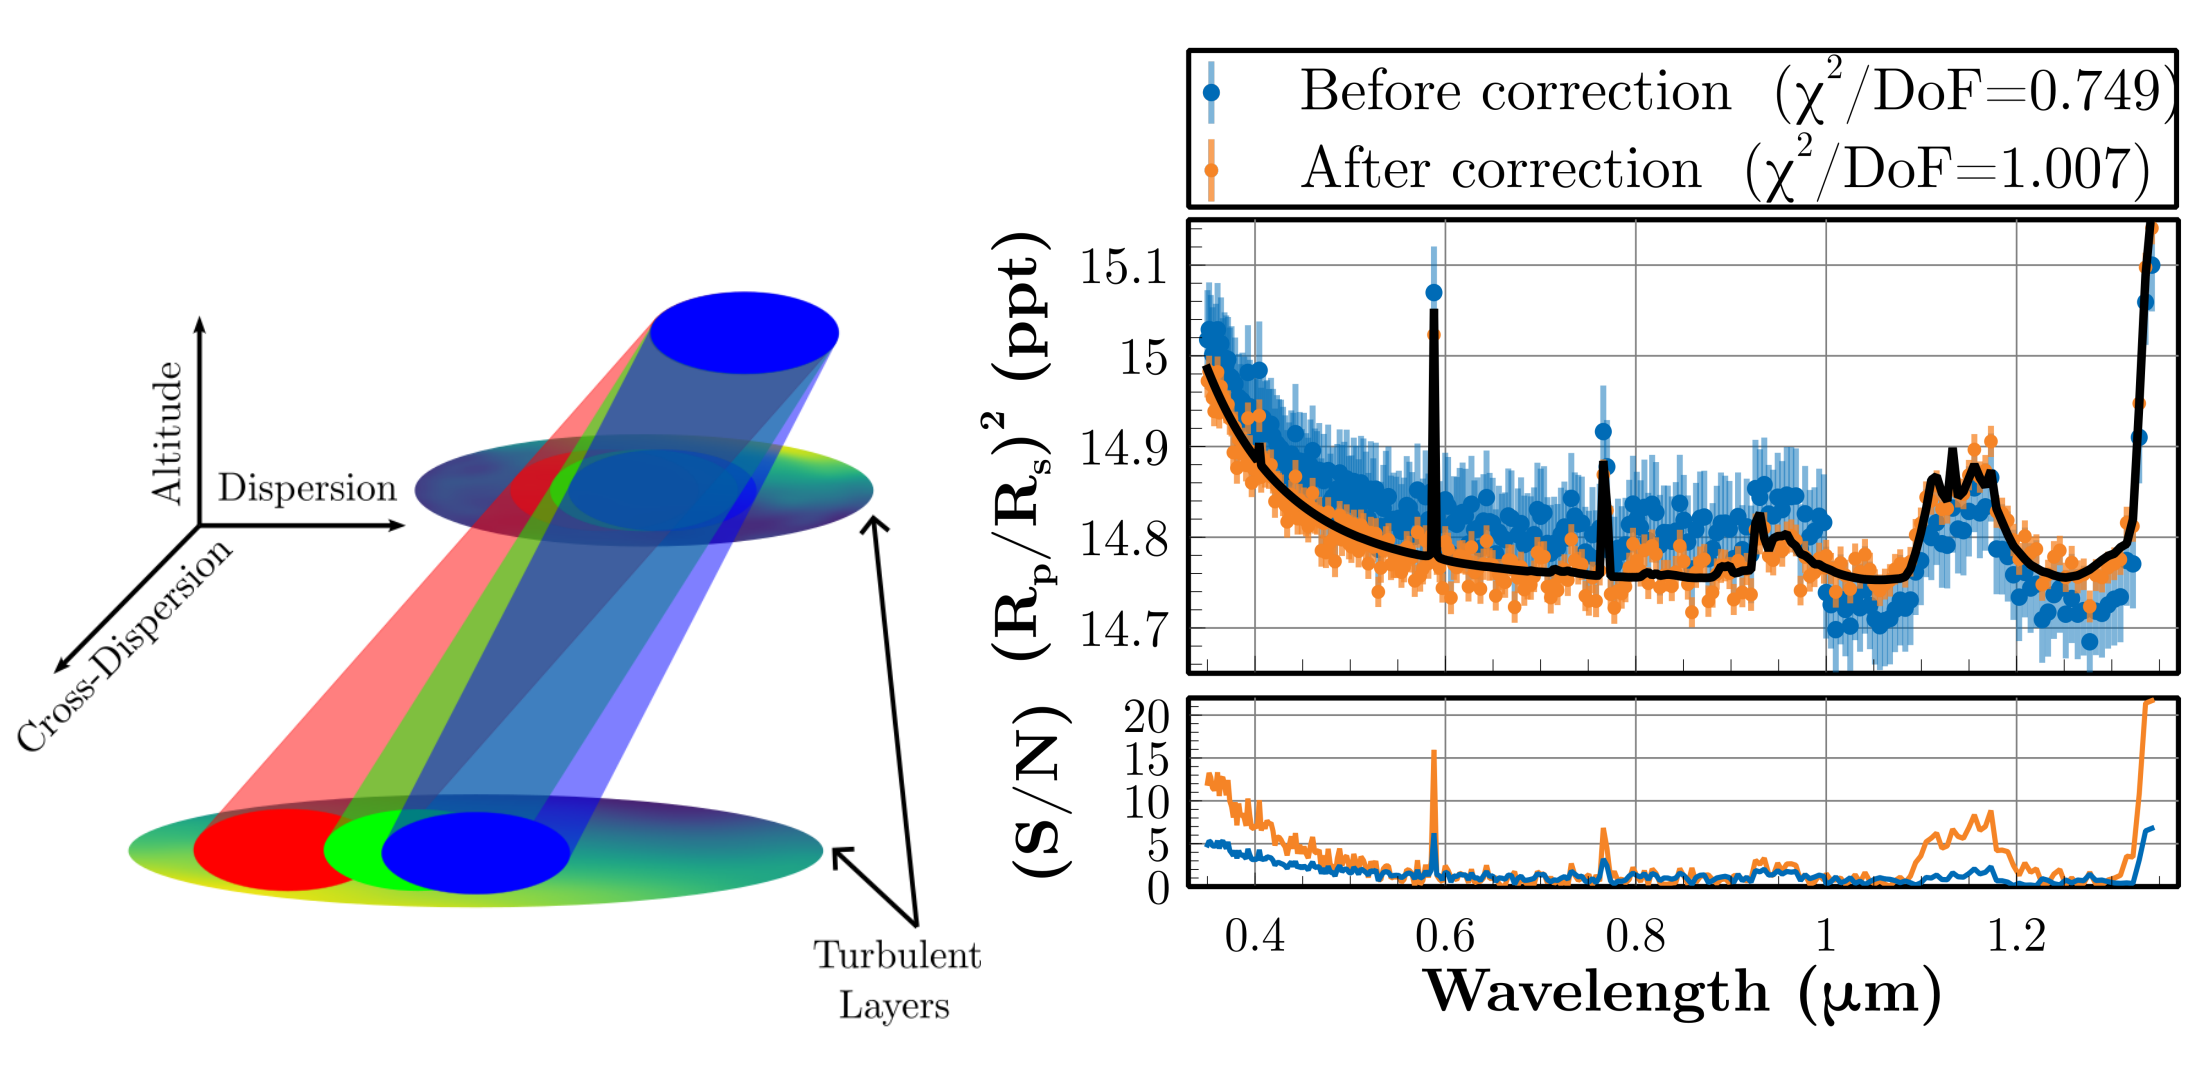 Altitude
Dispersion
Cross-Dispersion
Turbulent
Layers
Before correction (χ²/DoF=0.749)
After correction (χ²/DoF=1.007)
(Rₚ/Rₛ)² (ppt)
15.1
15
14.9
14.8
14.7
(S/N)
20
15
10
5
0
0.4 0.6 0.8 1 1.2
Wavelength (μm)